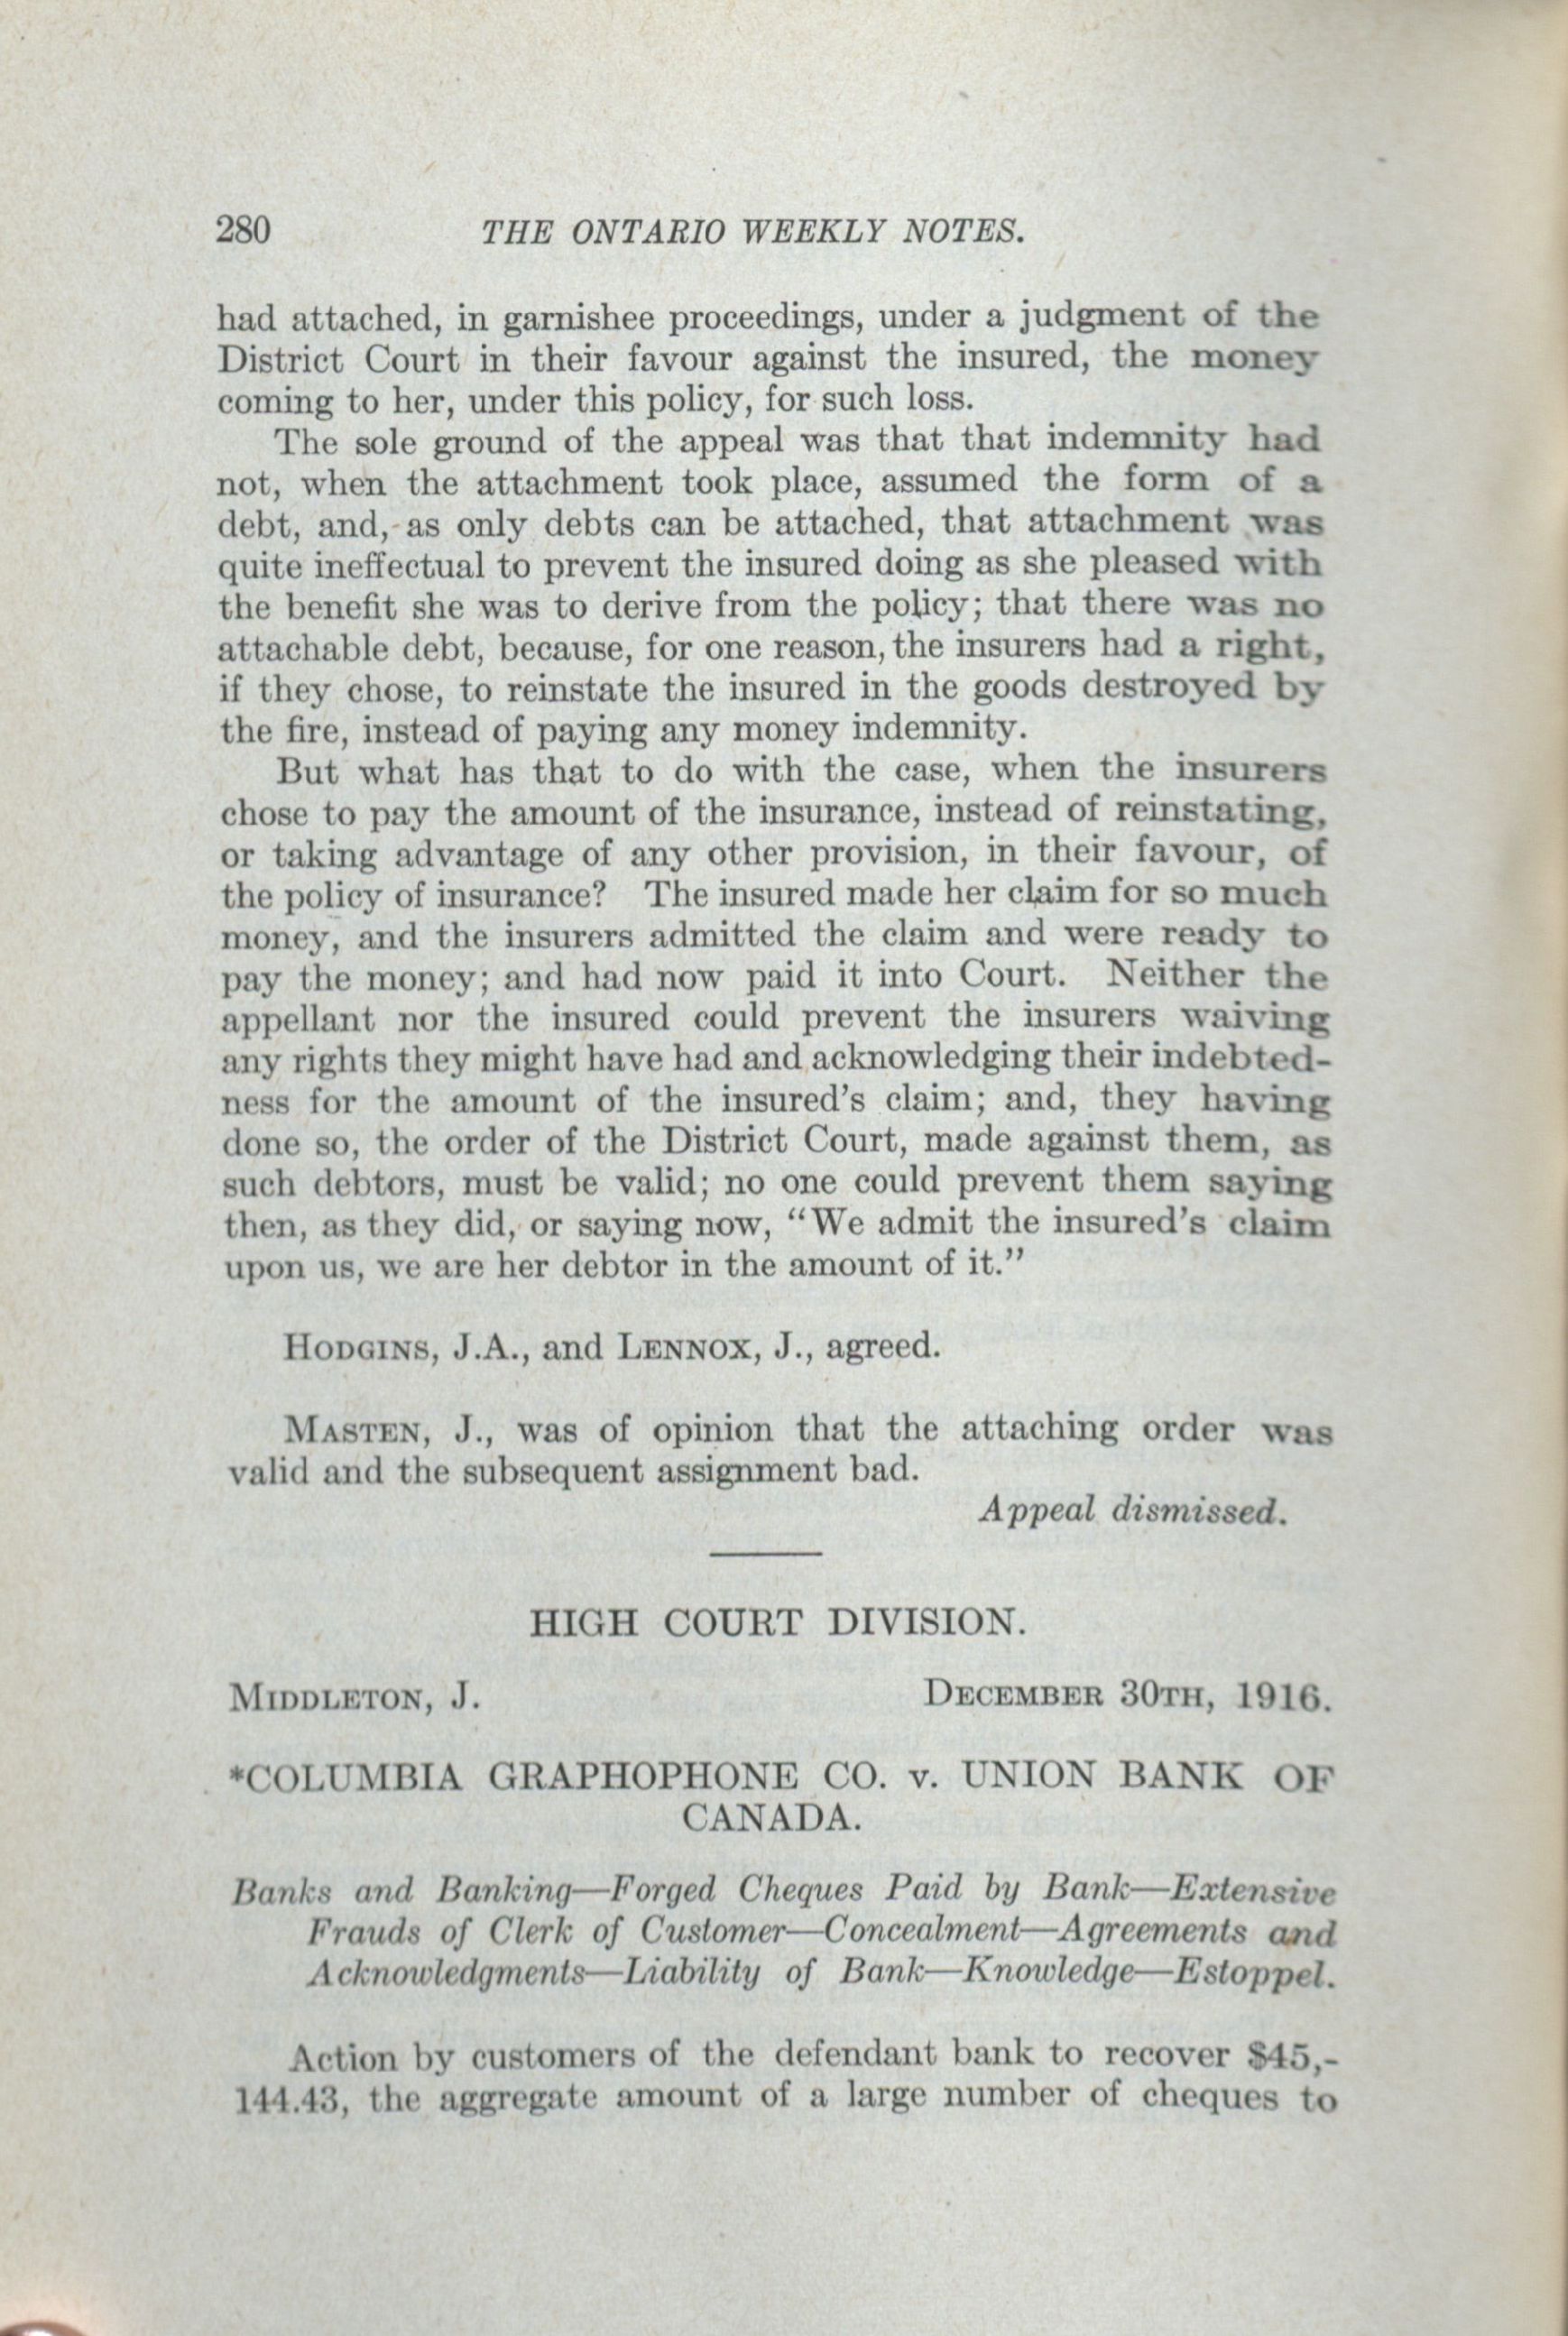 280 THE ONTARIO WEEKLY NOTES.
had attached, in garnishee proceedings, under a judgment of the
District Court in their favour against the insured, the money
coming to her, under this policy, for such loss.
The sole ground of the appeal was that that indemnity had
not, when the attachment took place, assumed the form of a
debt, and, as only debts can be attached, that attachment was
quite ineffectual to prevent the insured doing as she pleased with
the benefit she was to derive from the policy; that there was no
attachable debt, because, for one reason, the insurers had a right,
if they chose, to reinstate the insured in the goods destroyed by
the fire, instead of paying any money indemnity.
But what has that to do with the case, when the insurers
chose to pay the amount of the insurance, instead of reinstating,
or taking advantage of any other provision, in their favour, of
the policy of insurance? The insured made her claim for so much
money, and the insurers admitted the claim and were ready to
pay the money; and had now paid it into Court. Neither the
appellant nor the insured could prevent the insurers waiving
any rights they might have had and acknowledging their indebted-
ness for the amount of the insured's claim; and, they having
done so, the order of the District Court, made against them, as
such debtors, must be valid; no one could prevent them saying
then, as they did, or saying now, “We admit the insured's claim
upon us, we are her debtor in the amount of it.”
HODGINS, J.A., and LENNOX, J., agreed.
MASTEN, J., was of opinion that the attaching order was
valid and the subsequent assignment bad.
Appeal dismissed.
HIGH COURT DIVISION.
MIDDLETON, J. DECEMBER 30TH, 1916.
*COLUMBIA GRAPHOPHONE CO. v. UNION BANK OF
CANADA.
Banks and Banking—Forged Cheques Paid by Bank—Extensive
Frauds of Clerk of Customer—Concealment—Agreements and
Acknowledgments—Liability of Bank—Knowledge—Estoppel.
Action by customers of the defendant bank to recover $45,-
144.43, the aggregate amount of a large number of cheques to